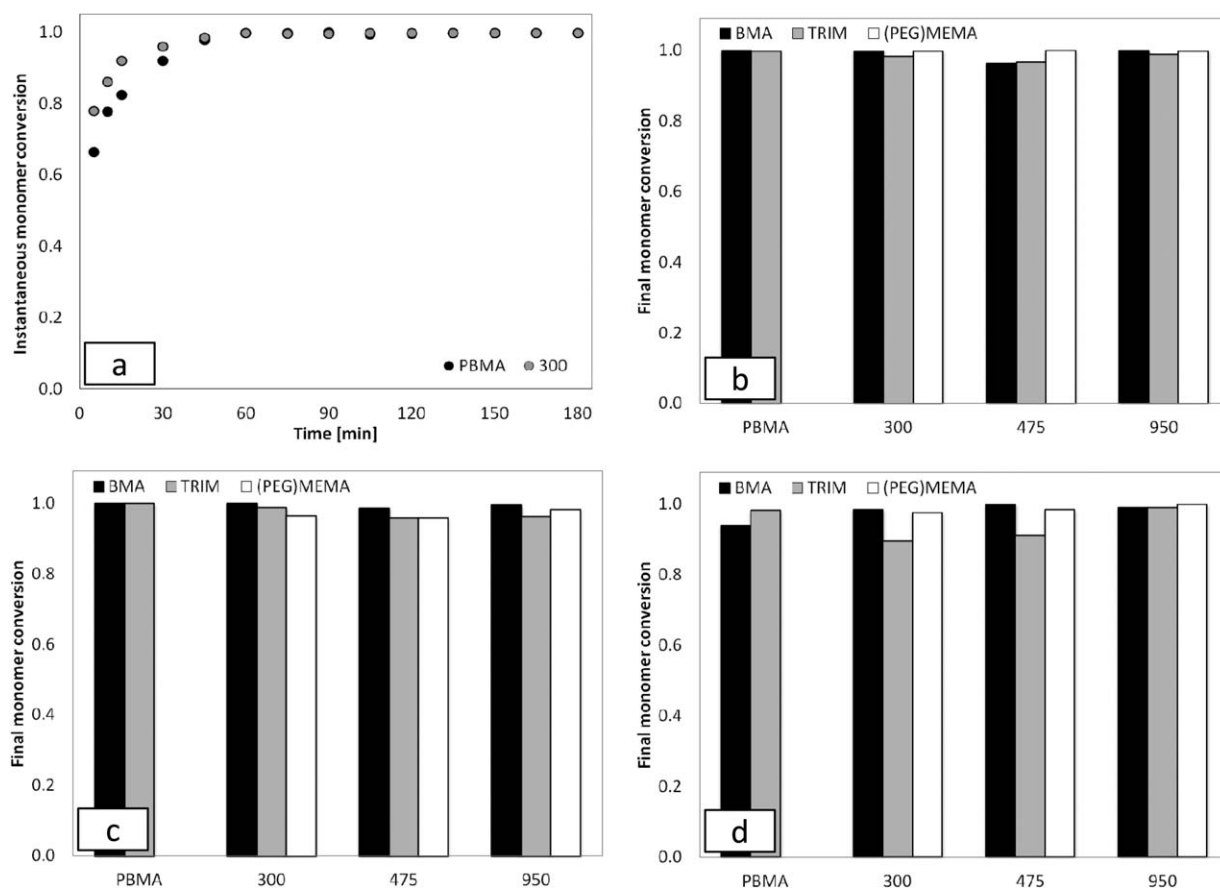 Instantaneous monomer conversion
1.0
0.8
0.6
0.4
0.2
0.0
a
PBMA 300
0 30 60 90 120 150 180
Time [min]
BMA TRIM (PEG)MEMA
Final monomer conversion
1.0
0.8
0.6
0.4
0.2
0.0
b
PBMA 300 475 950
BMA TRIM (PEG)MEMA
Final monomer conversion
1.0
0.8
0.6
0.4
0.2
0.0
c
PBMA 300 475 950
BMA TRIM (PEG)MEMA
Final monomer conversion
1.0
0.8
0.6
0.4
0.2
0.0
d
PBMA 300 475 950